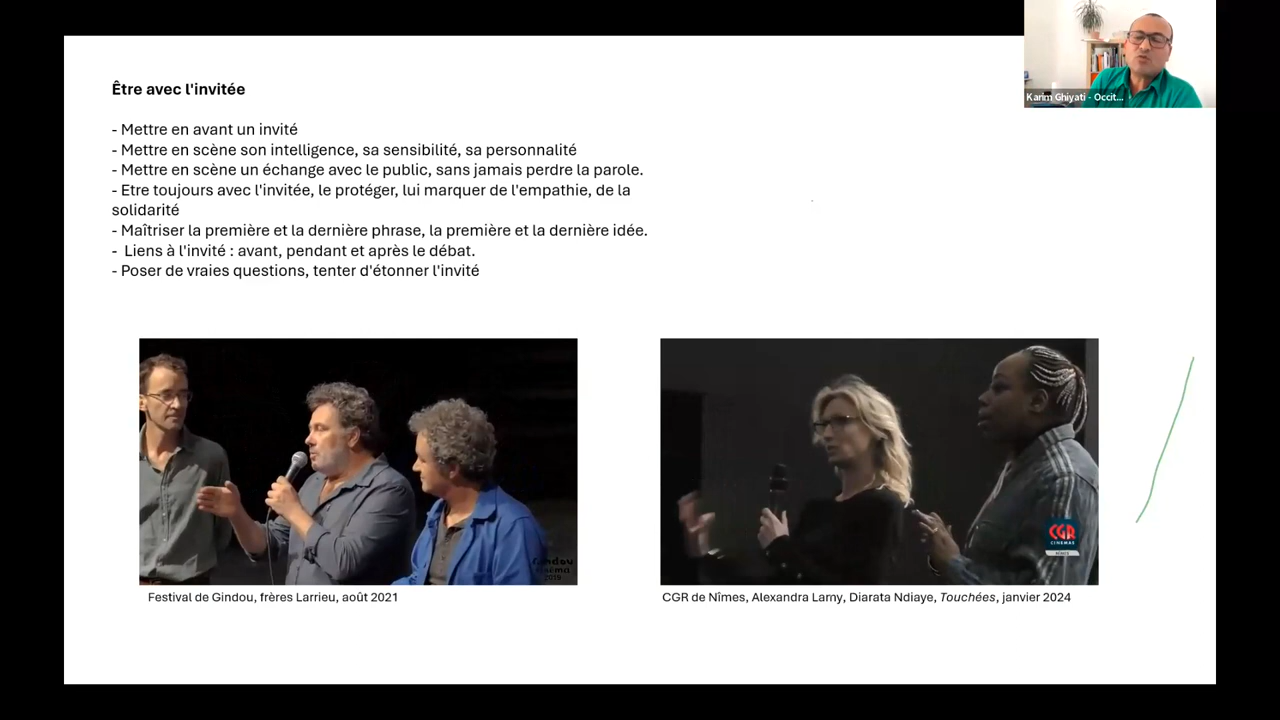 Karim Ghiyati - Occit...
Être avec l'invitée
- Mettre en avant un invité
- Mettre en scène son intelligence, sa sensibilité, sa personnalité
- Mettre en scène un échange avec le public, sans jamais perdre la parole.
- Etre toujours avec l'invitée, le protéger, lui marquer de l'empathie, de la
solidarité
- Maîtriser la première et la dernière phrase, la première et la dernière idée.
-  Liens à l'invité : avant, pendant et après le débat.
- Poser de vraies questions, tenter d'étonner l'invité
Gindou
Cinéma
2019
CGR
CINEMAS
Festival de Gindou, frères Larrieu, août 2021
CGR de Nîmes, Alexandra Lamy, Diarata Ndiaye, Touchées, janvier 2024